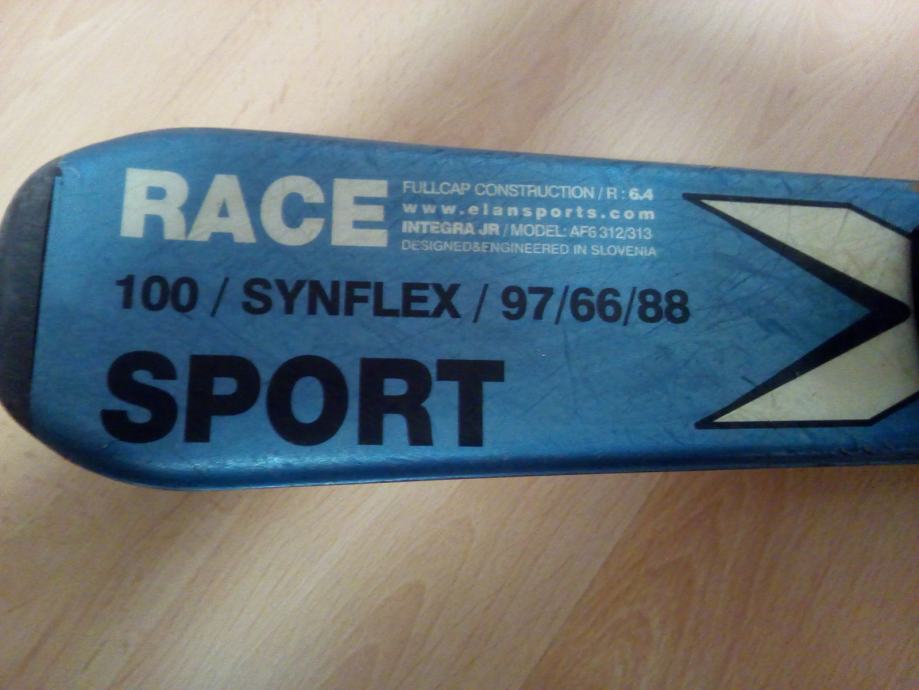 RACE
FULLCAP CONSTRUCTION / R : 6.4
www.elansports.com
INTEGRA JR / MODEL: AF6 312/313
DESIGNED&ENGINEERED IN SLOVENIA
100 / SYNFLEX / 97/66/88
SPORT